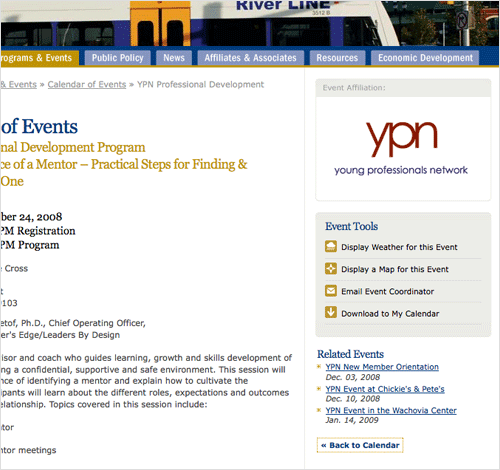 River LINE
3512 B
rograms & Events
Public Policy
News
Affiliates & Associates
Resources
Economic Development
& Events » Calendar of Events » YPN Professional Development
of Events
nal Development Program
ce of a Mentor – Practical Steps for Finding &
One
ber 24, 2008
PM Registration
PM Program
Cross
t
9103
etof, Ph.D., Chief Operating Officer,
er's Edge/Leaders By Design
isor and coach who guides learning, growth and skills development of
ng a confidential, supportive and safe environment. This session will
nce of identifying a mentor and explain how to cultivate the
ipants will learn about the different roles, expectations and outcomes
elationship. Topics covered in this session include:
ntor
ntor meetings
Event Affiliation:
ypn
young professionals network
Event Tools
Display Weather for this Event
Display a Map for this Event
Email Event Coordinator
Download to My Calendar
Related Events
YPN New Member Orientation
Dec. 03, 2008
YPN Event at Chickie's & Pete's
Dec. 10, 2008
YPN Event in the Wachovia Center
Jan. 14, 2009
« Back to Calendar